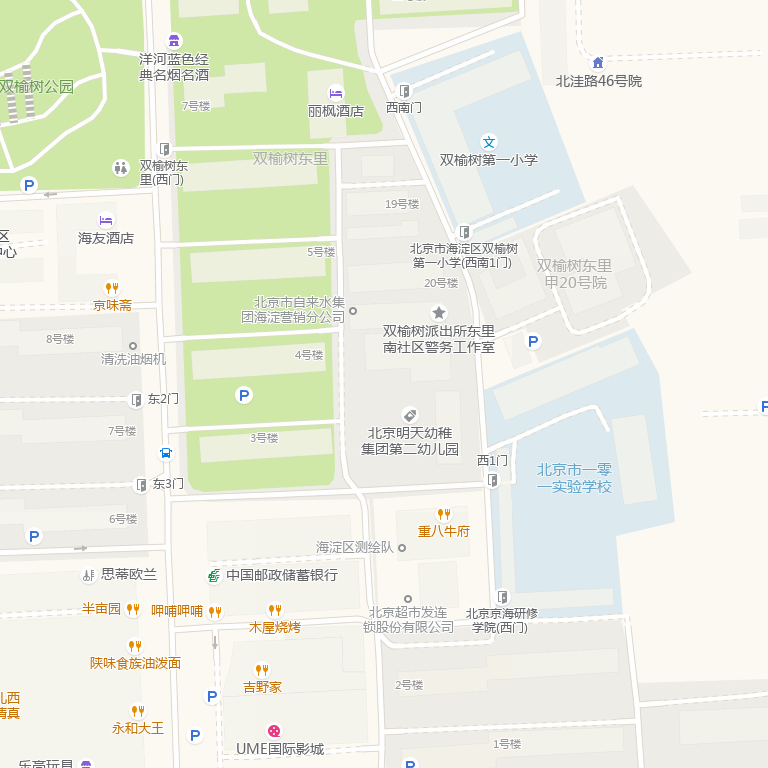 洋河蓝色经
典名烟名酒
北洼路46号院
双榆树公园
7号楼
丽枫酒店
西南门
双榆树第一小学
双榆树东里
双榆树东
里(西门)
P
19号楼
区
中心
海友酒店
5号楼
北京市海淀区双榆树
第一小学(西南1门)
双榆树东里
甲20号院
20号楼
京味斋
北京市自来水集
团海淀营销分公司
双榆树派出所东里
南社区警务工作室
P
8号楼
清洗油烟机
4号楼
P
东2门
P
7号楼
3号楼
北京明天幼稚
集团第二幼儿园
西1门
北京市一零
一实验学校
东3门
6号楼
重八牛府
P
海淀区测绘队
思蒂欧兰
中国邮政储蓄银行
半亩园
呷哺呷哺
木屋烧烤
北京超市发连
锁股份有限公司
北京京海研修
学院(西门)
陕味食族油泼面
吉野家
2号楼
P
扎西
清真
永和大王
P
UME国际影城
1号楼
乐高玩具
P